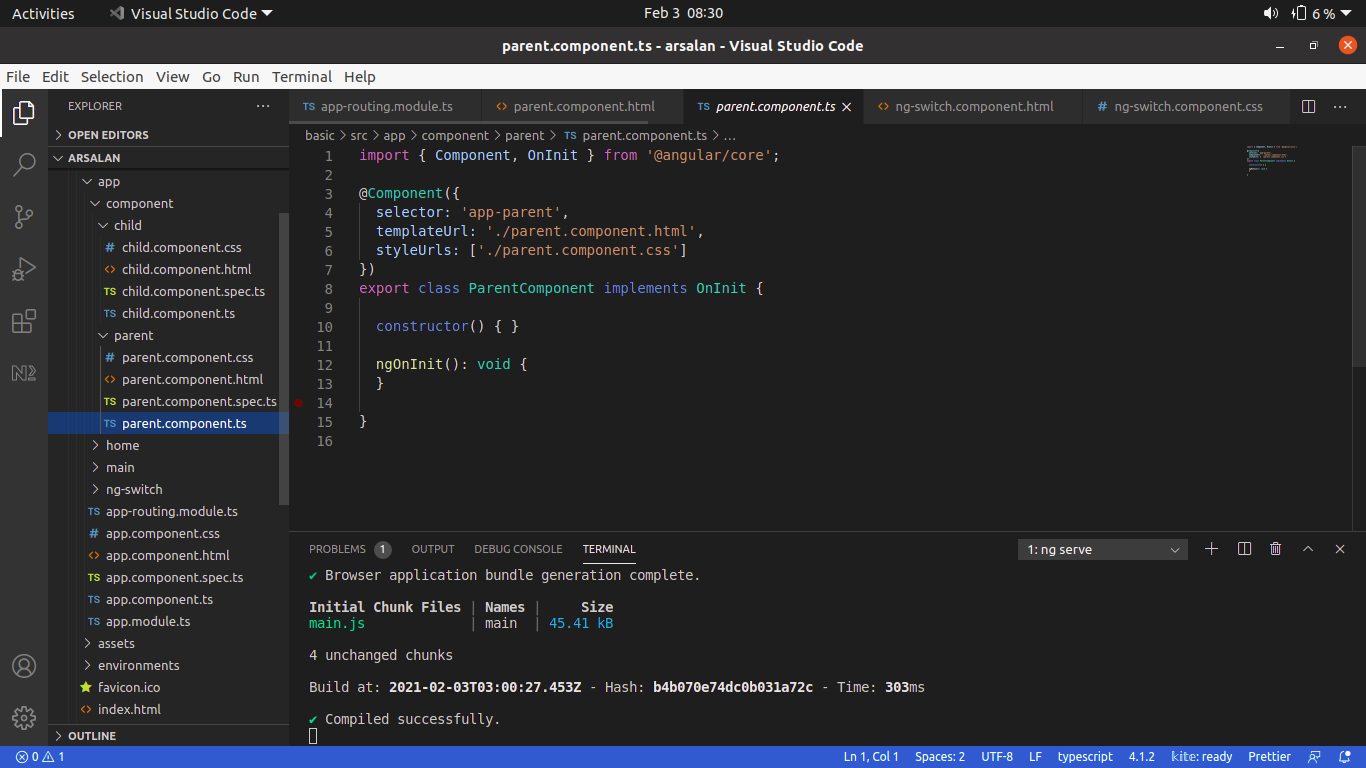 Activities Visual Studio Code Feb 3 08:30 6 %
parent.component.ts - arsalan - Visual Studio Code
File Edit Selection View Go Run Terminal Help
EXPLORER
OPEN EDITORS
ARSALAN
app
component
child
# child.component.css
<> child.component.html
TS child.component.spec.ts
TS child.component.ts
parent
# parent.component.css
<> parent.component.html
TS parent.component.spec.ts
TS parent.component.ts
home
main
ng-switch
TS app-routing.module.ts
# app.component.css
<> app.component.html
TS app.component.spec.ts
TS app.component.ts
TS app.module.ts
assets
environments
favicon.ico
<> index.html
OUTLINE
TS app-routing.module.ts <> parent.component.html TS parent.component.ts <> ng-switch.component.html # ng-switch.component.css
basic > src > app > component > parent > TS parent.component.ts > ...
1 import { Component, OnInit } from '@angular/core';
2
3 @Component({
4 selector: 'app-parent',
5 templateUrl: './parent.component.html',
6 styleUrls: ['./parent.component.css']
7 })
8 export class ParentComponent implements OnInit {
9
10 constructor() { }
11
12 ngOnInit(): void {
13 }
14
15 }
16
PROBLEMS 1 OUTPUT DEBUG CONSOLE TERMINAL 1: ng serve
✔ Browser application bundle generation complete.
Initial Chunk Files | Names | Size
main.js | main | 45.41 kB
4 unchanged chunks
Build at: 2021-02-03T03:00:27.453Z - Hash: b4b070e74dc0b031a72c - Time: 303ms
✔ Compiled successfully.
0 1 Ln 1, Col 1 Spaces: 2 UTF-8 LF typescript 4.1.2 kite: ready Prettier